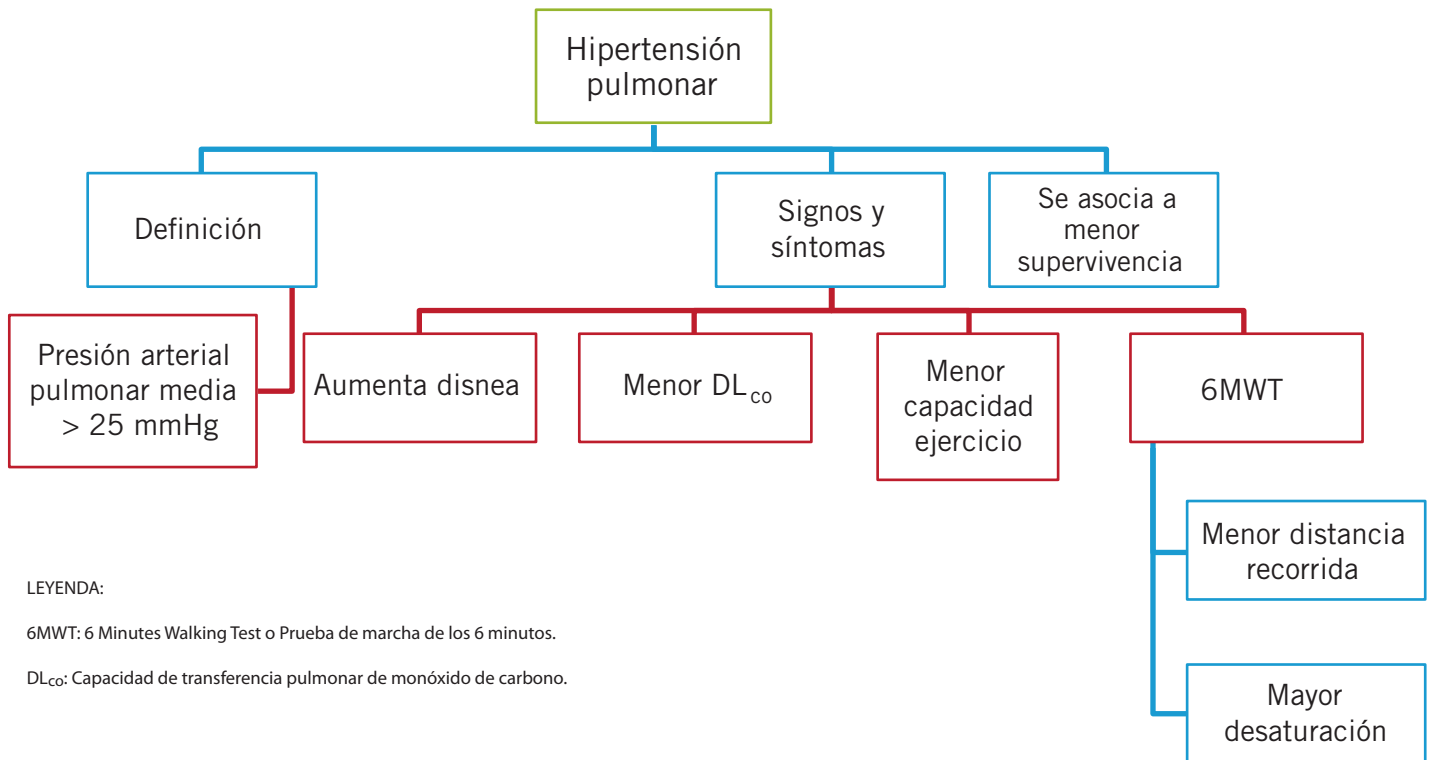 Hipertensión
pulmonar
Definición
Signos y
síntomas
Se asocia a
menor
supervivencia
Presión arterial
pulmonar media
> 25 mmHg
Aumenta disnea
Menor DLco
Menor
capacidad
ejercicio
6MWT
Menor distancia
recorrida
Mayor
desaturación
LEYENDA:
6MWT: 6 Minutes Walking Test o Prueba de marcha de los 6 minutos.
DLco: Capacidad de transferencia pulmonar de monóxido de carbono.